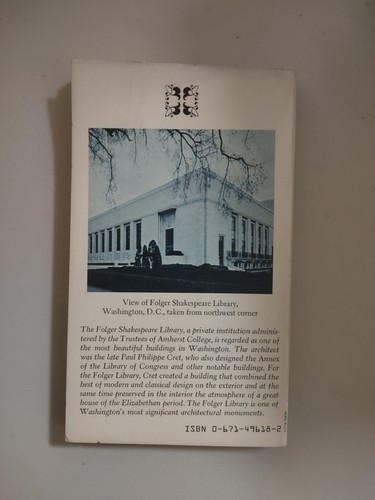 View of Folger Shakespeare Library,
Washington, D.C., taken from northwest corner
The Folger Shakespeare Library, a private institution adminis-
tered by the Trustees of Amherst College, is regarded as one of
the most beautiful buildings in Washington. The architect
was the late Paul Philippe Cret, who also designed the Annex
of the Library of Congress and other notable buildings. For
the Folger Library, Cret created a building that combined the
best of modern and classical design on the exterior and at the
same time preserved in the interior the atmosphere of a great
house of the Elizabethan period. The Folger Library is one of
Washington's most significant architectural monuments.
ISBN 0-671-49618-2